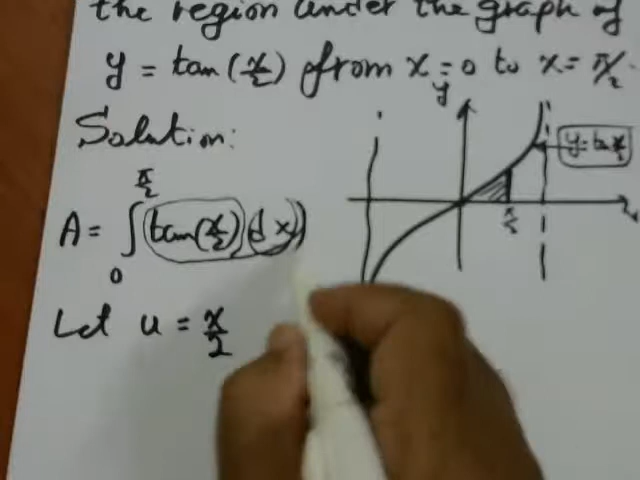 the region under the graph of
y = tan(x/2) from x = 0 to x = π/2.
Solution:
y
y = tan x/2
π/2
A = ∫ tan(x/2) dx
0
π/2
Let u = x/2